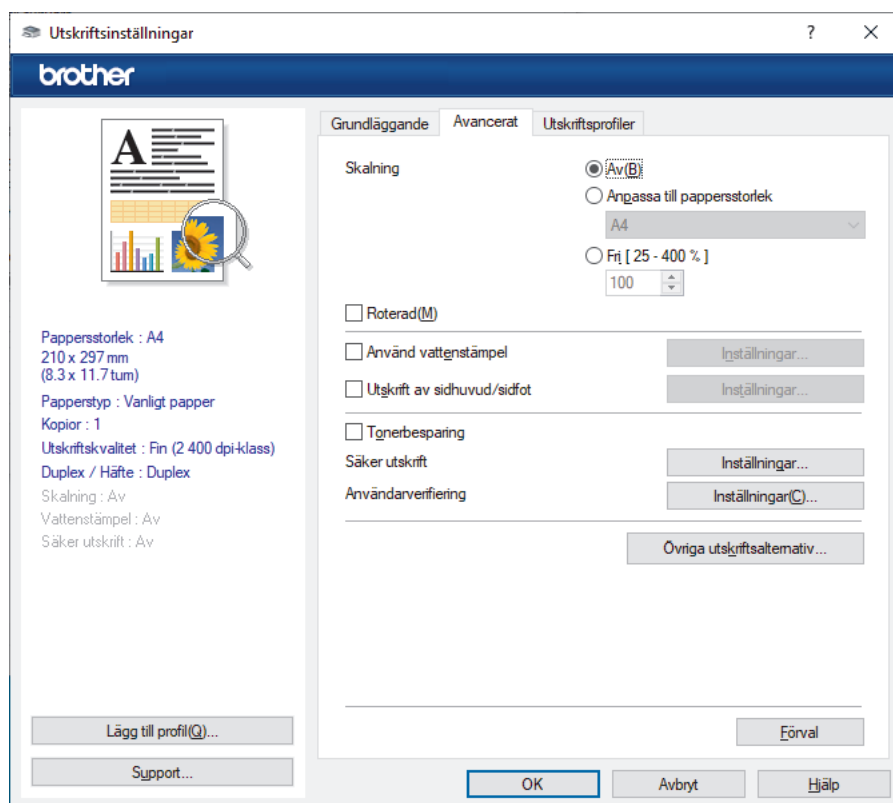 Utskriftsinställningar
?
brother
A
Grundläggande
Avancerat
Utskriftsprofiler
Skalning
Av(B)
Anpassa till pappersstorlek
A4
Fri [ 25 - 400 % ]
100
Roterad(M)
Använd vattenstämpel
Inställningar...
Utskrift av sidhuvud/sidfot
Inställningar...
Tonerbesparing
Säker utskrift
Inställningar...
Användarverifiering
Inställningar(C)...
Övriga utskriftsalternativ...
Pappersstorlek : A4
210 x 297 mm
(8.3 x 11.7 tum)
Papperstyp : Vanligt papper
Kopior : 1
Utskriftskvalitet : Fin (2 400 dpi-klass)
Duplex / Häfte : Duplex
Skalning : Av
Vattenstämpel : Av
Säker utskrift : Av
Lägg till profil(Q)...
Support...
Förval
OK
Avbryt
Hjälp